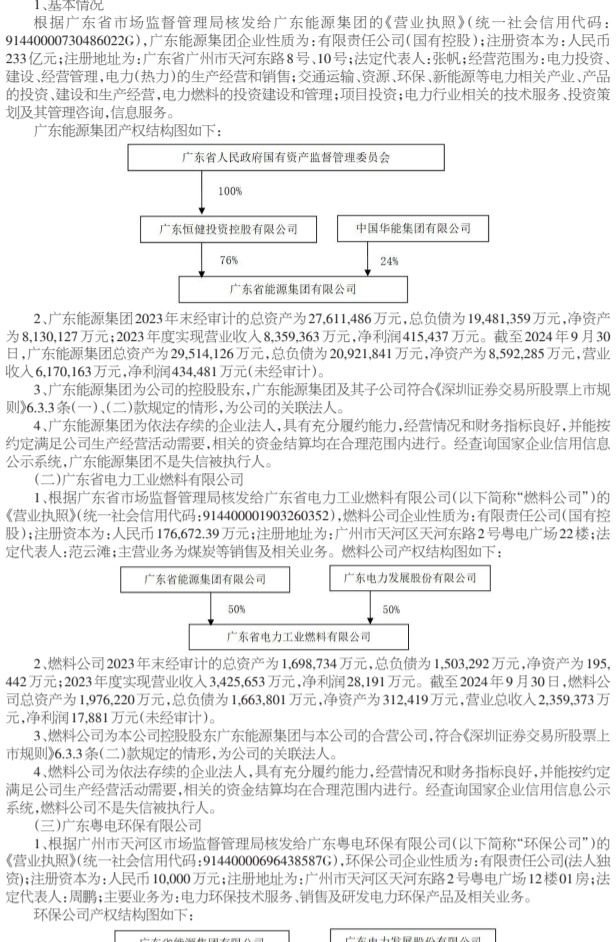 1、基本情况
根据广东省市场监督管理局核发给广东能源集团的《营业执照》(统一社会信用代码:
91440000730486022G),广东能源集团企业性质为:有限责任公司(国有控股);注册资本为:人民币
233亿元;注册地址为:广东省广州市天河东路8号、10号;法定代表人:张帆;经营范围为:电力投资、
建设、经营管理,电力(热力)的生产经营和销售;交通运输、资源、环保、新能源等电力相关产业、产品
的投资、建设和生产经营,电力燃料的投资建设和管理;项目投资;电力行业相关的技术服务、投资策
划及其管理咨询,信息服务。
广东能源集团产权结构图如下:
广东省人民政府国有资产监督管理委员会
100%
广东恒健投资控股有限公司
中国华能集团有限公司
76%
24%
广东省能源集团有限公司
2、广东能源集团2023年末经审计的总资产为27,611,486万元,总负债为19,481,359万元,净资产
为8,130,127万元;2023年度实现营业收入8,359,363万元,净利润415,437万元。截至2024年9月30
日,广东能源集团总资产为29,514,126万元,总负债为20,921,841万元,净资产为8,592,285万元,营业
收入6,170,163万元,净利润434,481万元(未经审计)。
3、广东能源集团为公司的控股股东,广东能源集团及其子公司符合《深圳证券交易所股票上市规
则》6.3.3条(一)、(二)款规定的情形,为公司的关联法人。
4、广东能源集团为依法存续的企业法人,具有充分履约能力,经营情况和财务指标良好,并能按
约定满足公司生产经营活动需要,相关的资金结算均在合理范围内进行。经查询国家企业信用信息
公示系统,广东能源集团不是失信被执行人。
(二)广东省电力工业燃料有限公司
1、根据广东省市场监督管理局核发给广东省电力工业燃料有限公司(以下简称“燃料公司”)的
《营业执照》(统一社会信用代码:914400001903260352),燃料公司企业性质为:有限责任公司(国有控
股);注册资本为:人民币176,672.39万元;注册地址为:广州市天河区天河东路2号粤电广场22楼;法
定代表人:范云滩;主营业务为煤炭等销售及相关业务。燃料公司产权结构图如下:
广东省能源集团有限公司
广东电力发展股份有限公司
50%
50%
广东省电力工业燃料有限公司
2、燃料公司2023年末经审计的总资产为1,698,734万元,总负债为1,503,292万元,净资产为195,
442万元;2023年度实现营业收入3,425,653万元,净利润28,191万元。截至2024年9月30日,燃料公
司总资产为1,976,220万元,总负债为1,663,801万元,净资产为312,419万元,营业总收入2,359,373万
元,净利润17,881万元(未经审计)。
3、燃料公司为本公司控股股东广东能源集团与本公司的合营公司,符合《深圳证券交易所股票上
市规则》6.3.3条(二)款规定的情形,为公司的关联法人。
4、燃料公司为依法存续的企业法人,具有充分履约能力,经营情况和财务指标良好,并能按约定
满足公司生产经营活动需要,相关的资金结算均在合理范围内进行。经查询国家企业信用信息公示
系统,燃料公司不是失信被执行人。
(三)广东粤电环保有限公司
1、根据广州市天河区市场监督管理局核发给广东粤电环保有限公司(以下简称“环保公司”)的
《营业执照》(统一社会信用代码:91440000696438587G),环保公司企业性质为:有限责任公司(法人独
资);注册资本为:人民币10,000万元;注册地址为:广州市天河区天河东路2号粤电广场12楼01房;法
定代表人:周鹏;主要业务为:电力环保技术服务、销售及研发电力环保产品及相关业务。
环保公司产权结构图如下:
广东省能源集团有限公司
广东电力发展股份有限公司